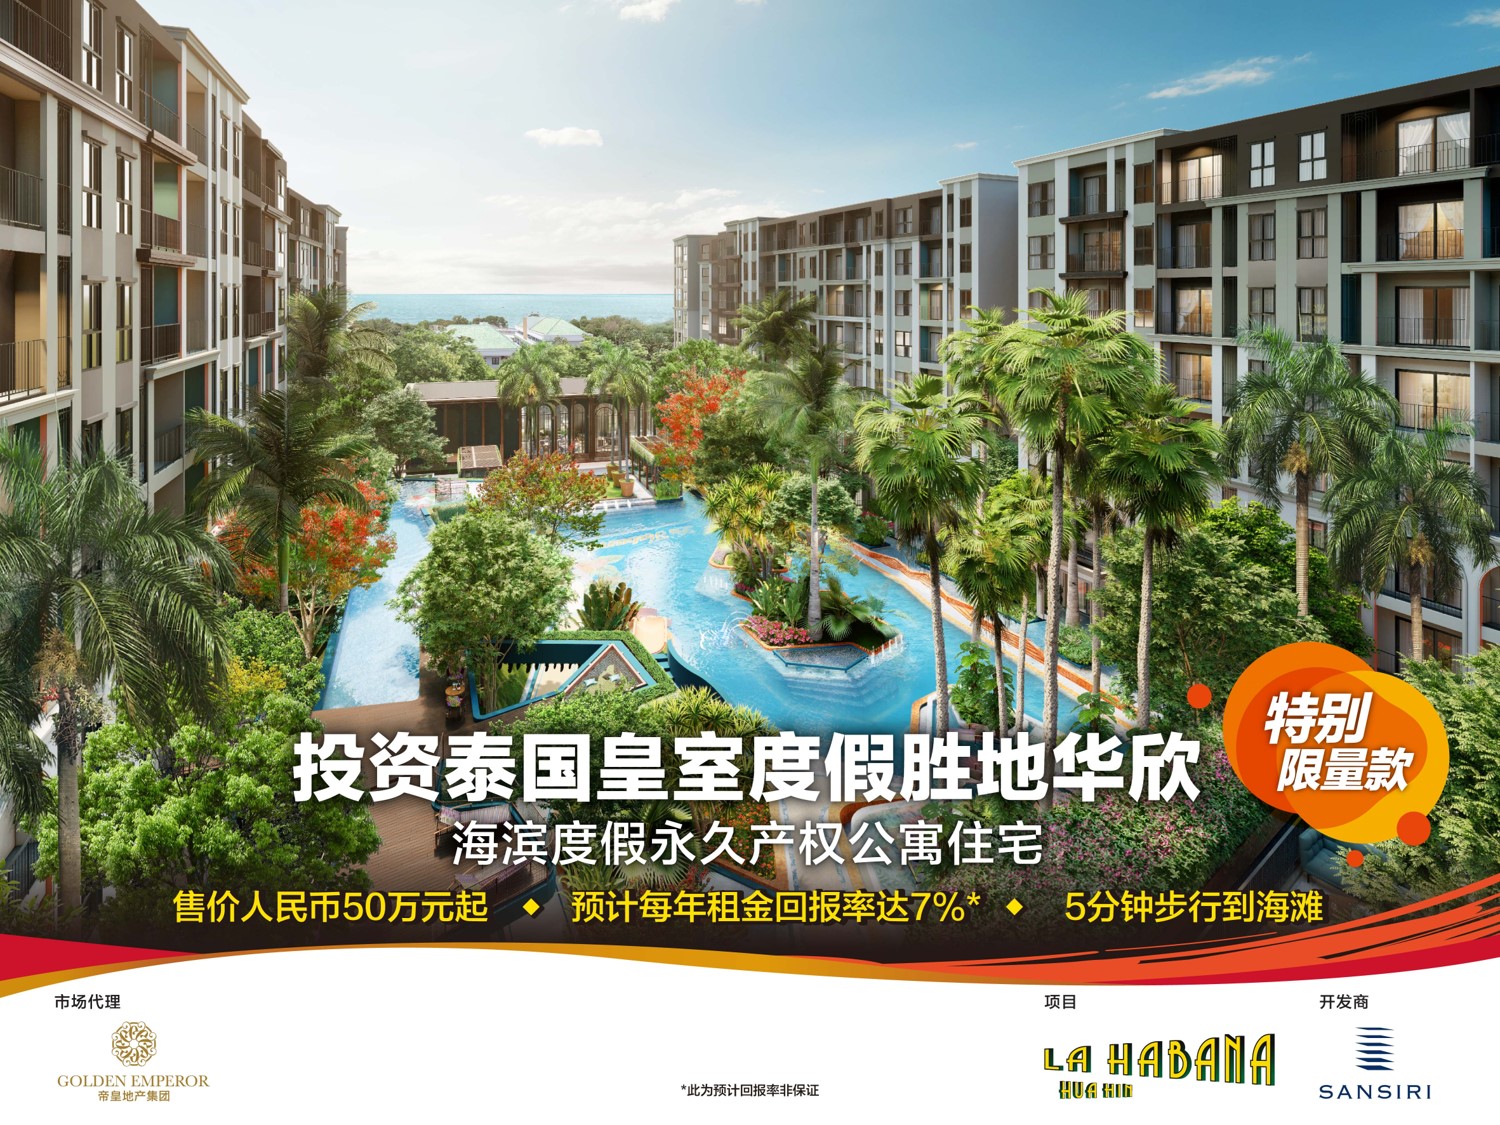 投资泰国皇室度假胜地华欣
特别
限量款
海滨度假永久产权公寓住宅
售价人民币50万元起 ◆ 预计每年租金回报率达7%* ◆ 5分钟步行到海滩
市场代理
GOLDEN EMPEROR
帝皇地产集团
*此为预计回报率非保证
项目
LA HABANA
HUA HIN
开发商
SANSIRI